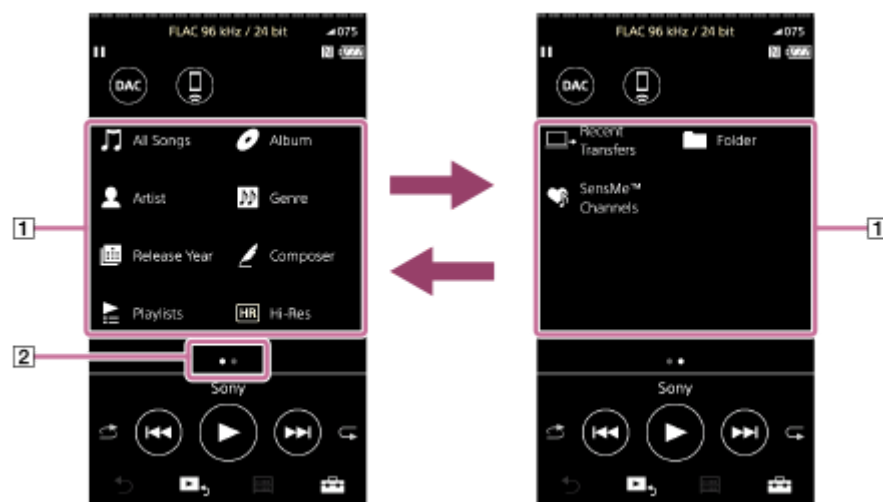 FLAC 96 kHz / 24 bit
075
DAC
All Songs
Album
Artist
Genre
Release Year
Composer
Playlists
HR Hi-Res
Sony
1
2
FLAC 96 kHz / 24 bit
075
DAC
Recent Transfers
Folder
SensMe™ Channels
Sony
1